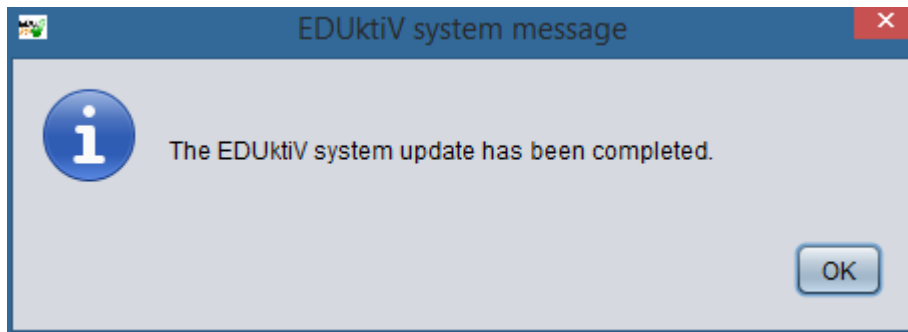 EDUktiV system message
The EDUktiV system update has been completed.
OK